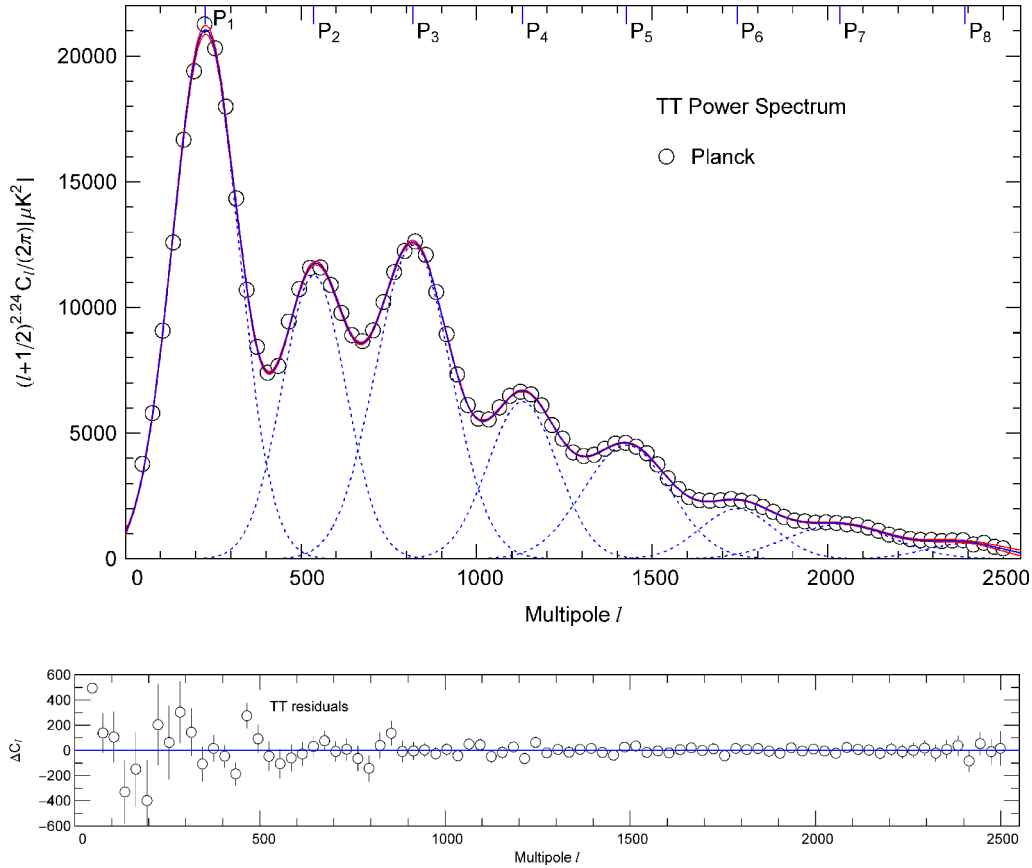 P₁ P₂ P₃ P₄ P₅ P₆ P₇ P₈
20000
15000
10000
5000
0
(l+1/2)²·²⁴ Cₗ/(2π)|μK²|
TT Power Spectrum
Planck
0 500 1000 1500 2000 2500
Multipole l
600
400
200
0
−200
−400
−600
ΔCₗ
TT residuals
0 500 1000 1500 2000 2500
Multipole l